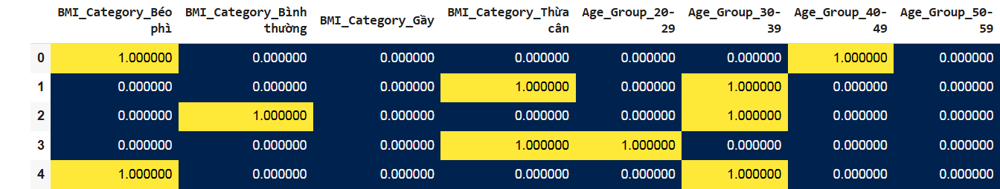 BMI_Category_Béo phì BMI_Category_Bình thường BMI_Category_Gầy BMI_Category_Thừa cân Age_Group_20-29 Age_Group_30-39 Age_Group_40-49 Age_Group_50-59
0 1.000000 0.000000 0.000000 0.000000 0.000000 0.000000 1.000000 0.000000
1 0.000000 0.000000 0.000000 1.000000 0.000000 1.000000 0.000000 0.000000
2 0.000000 1.000000 0.000000 0.000000 0.000000 1.000000 0.000000 0.000000
3 0.000000 0.000000 0.000000 1.000000 1.000000 0.000000 0.000000 0.000000
4 1.000000 0.000000 0.000000 0.000000 0.000000 1.000000 0.000000 0.000000